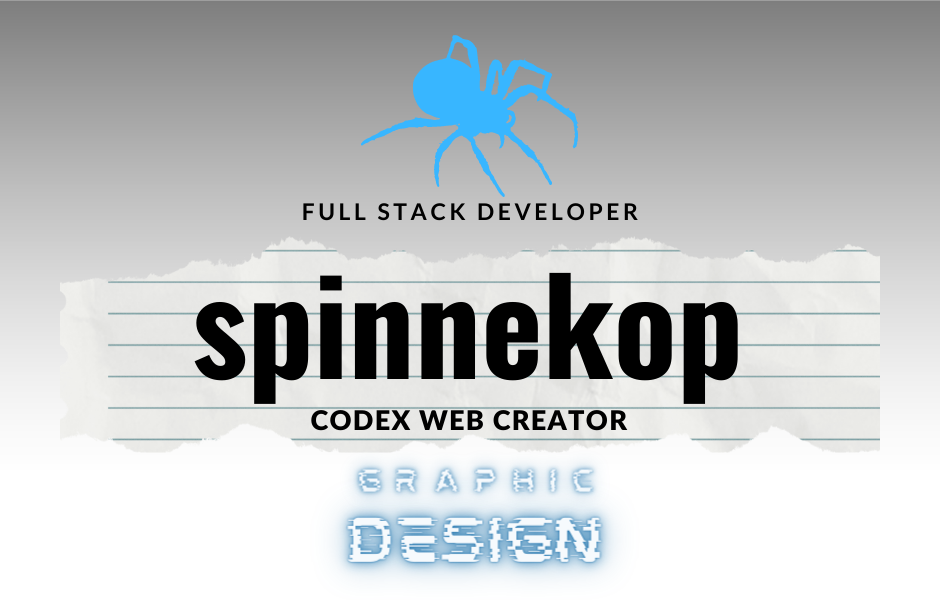 FULL STACK DEVELOPER
spinnekop
CODEX WEB CREATOR
GRAPHIC
DESIGN